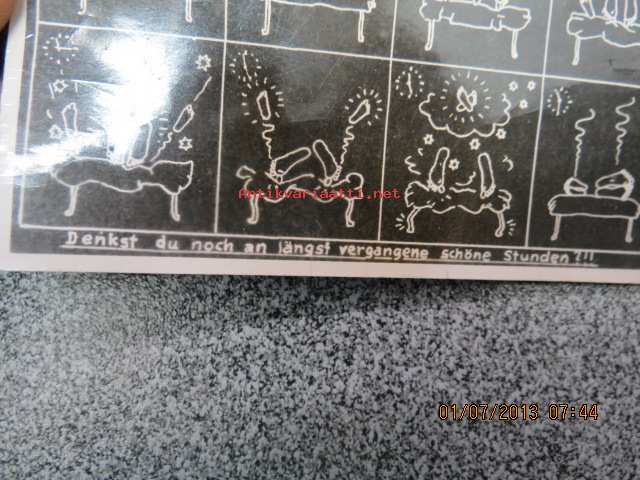 Antikvariaatti.net
Denkst du noch an längst vergangene schöne Stunden?!!
01/07/2013 07:44